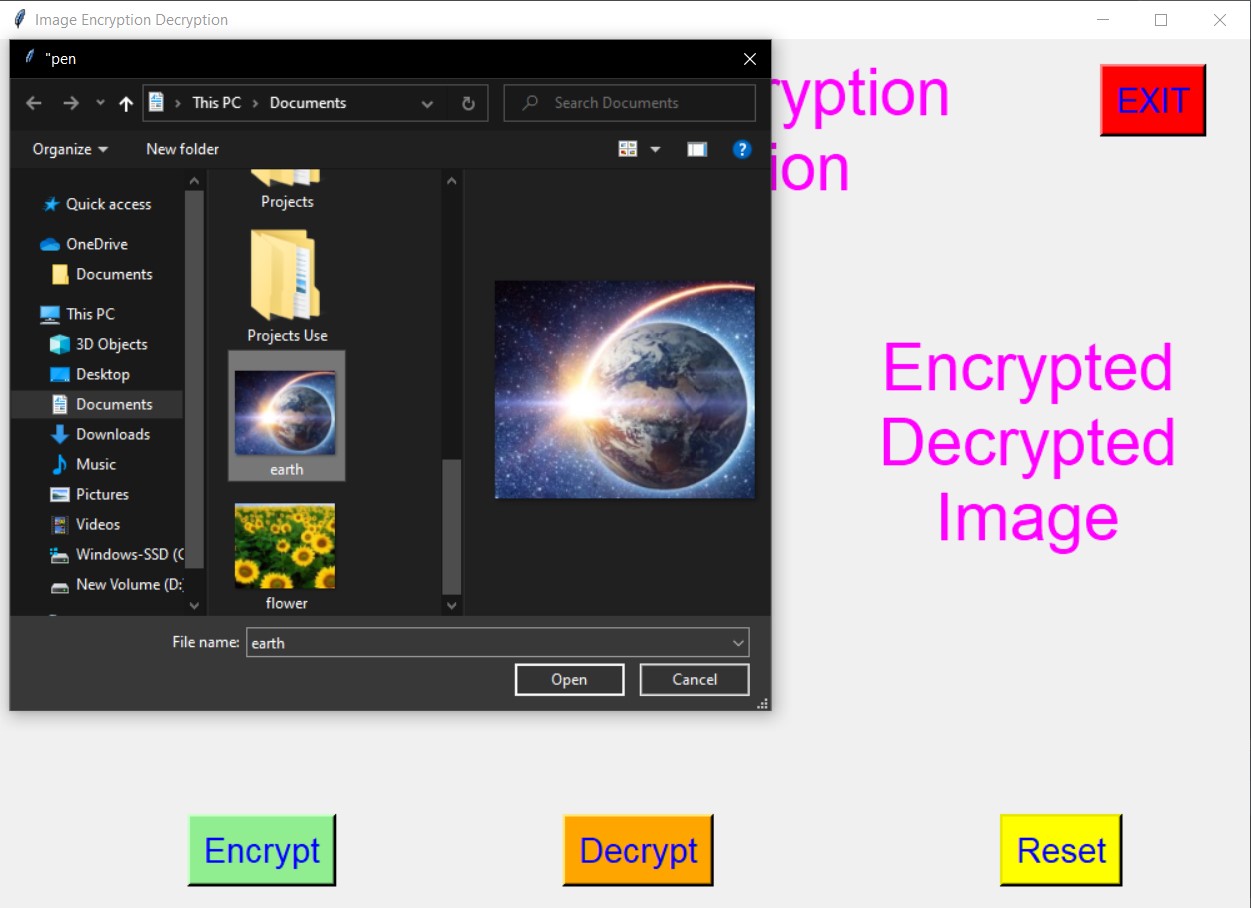 Image Encryption Decryption
"pen
This PC > Documents
Search Documents
Organize
New folder
?
Quick access
OneDrive
Documents
This PC
3D Objects
Desktop
Documents
Downloads
Music
Pictures
Videos
Windows-SSD (C
New Volume (D:
Projects
Projects Use
earth
flower
File name:
earth
Open
Cancel
ryption
ion
EXIT
Encrypted
Decrypted
Image
Encrypt
Decrypt
Reset